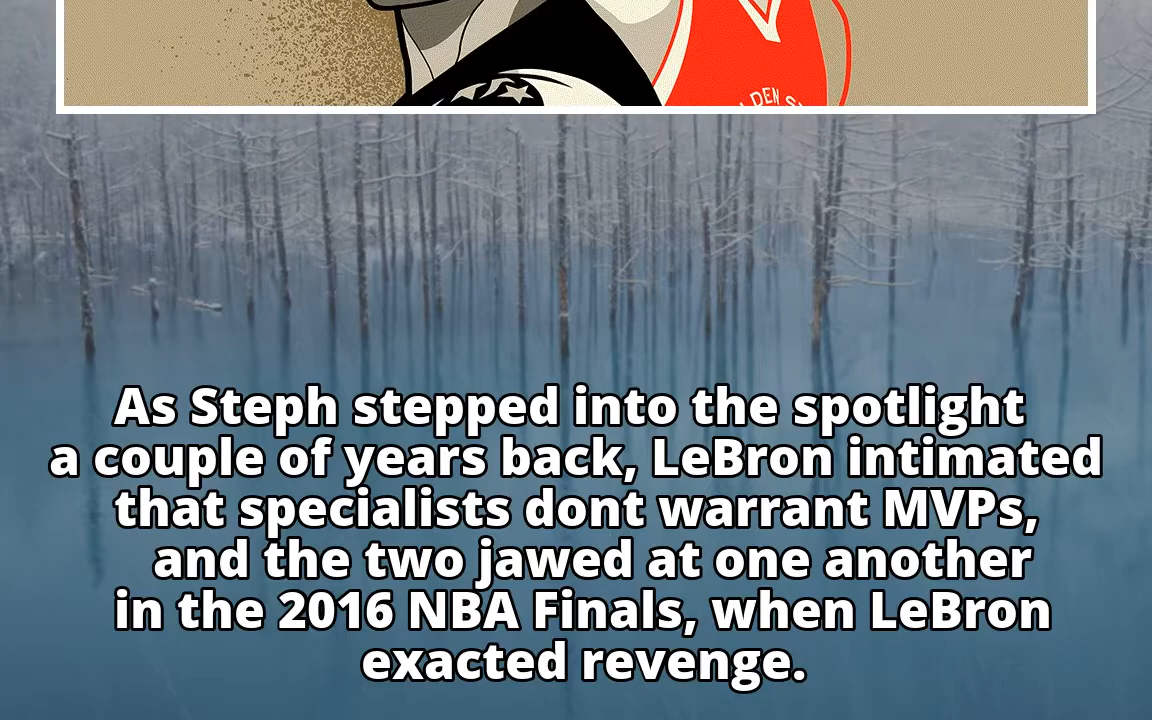 DEN S
As Steph stepped into the spotlight
a couple of years back, LeBron intimated
that specialists dont warrant MVPs,
and the two jawed at one another
in the 2016 NBA Finals, when LeBron
exacted revenge.